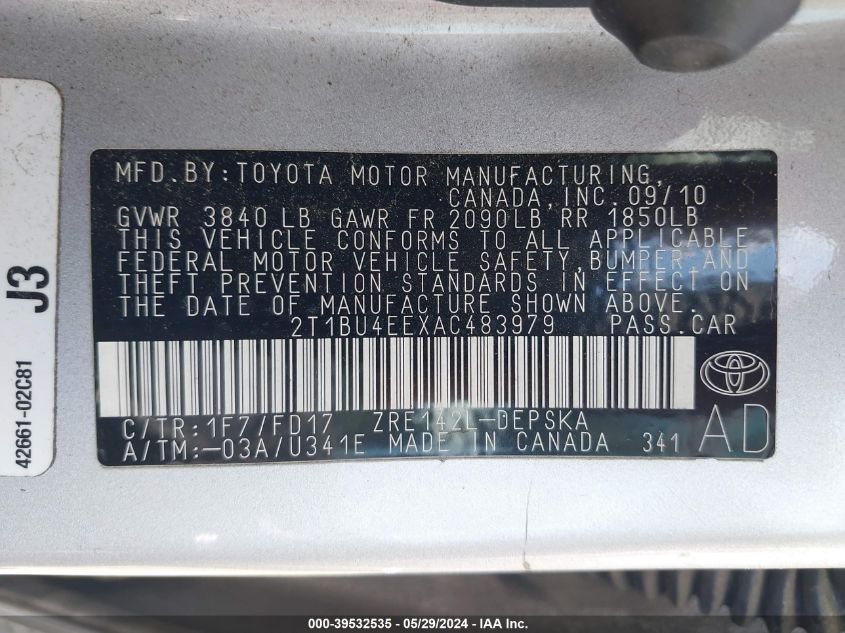 MFD.BY:TOYOTA MOTOR MANUFACTURING,
CANADA,INC. 09/10
GVWR 3840 LB GAWR FR 2090LB RR 1850LB
THIS VEHICLE CONFORMS TO ALL APPLICABLE
FEDERAL MOTOR VEHICLE SAFETY,BUMPER AND
THEFT PREVENTION STANDARDS IN EFFECT ON
THE DATE OF MANUFACTURE SHOWN ABOVE.
2T1BU4EEXAC483979 PASS.CAR
C/TR:1F7/FD17 ZRE142L-DEPSKA
A/TM:-03A/U341E MADE IN CANADA 341
AD
J3
42661-02C81
000-39532535 - 05/29/2024 - IAA Inc.